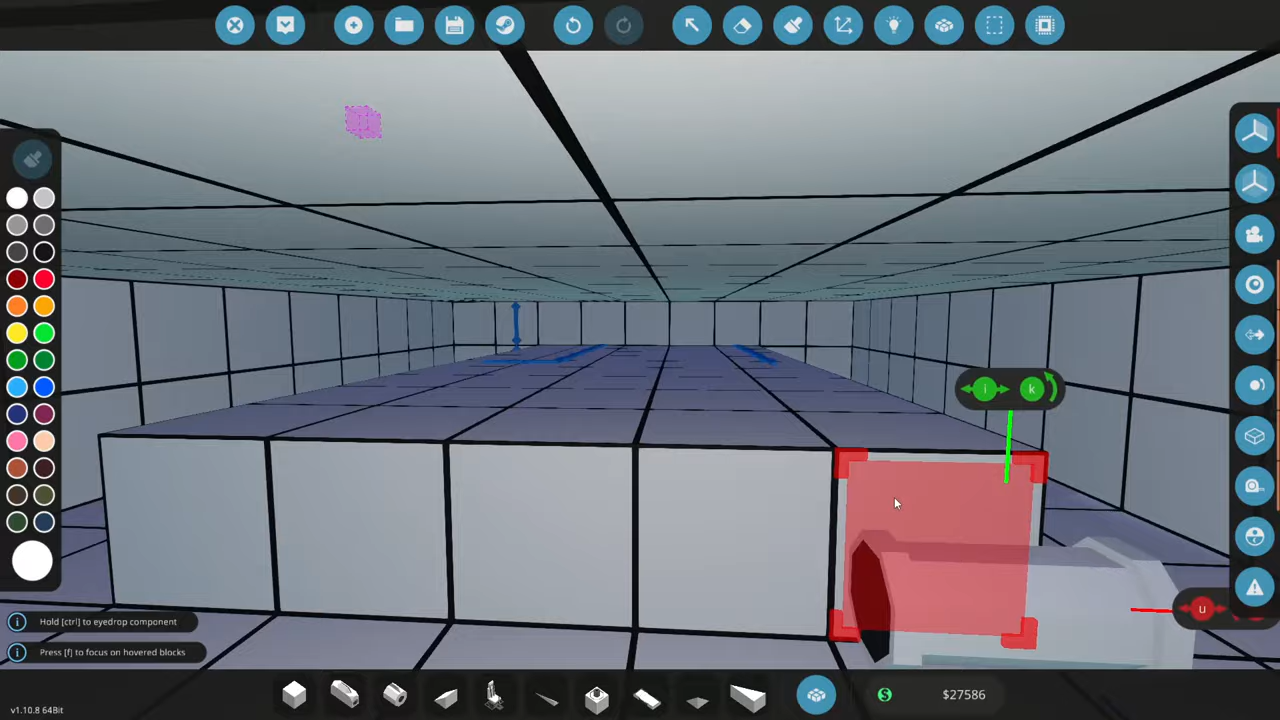 i
k
u
Hold [ctrl] to eyedrop component
Press [f] to focus on hovered blocks
$27586
v1.10.8 64Bit